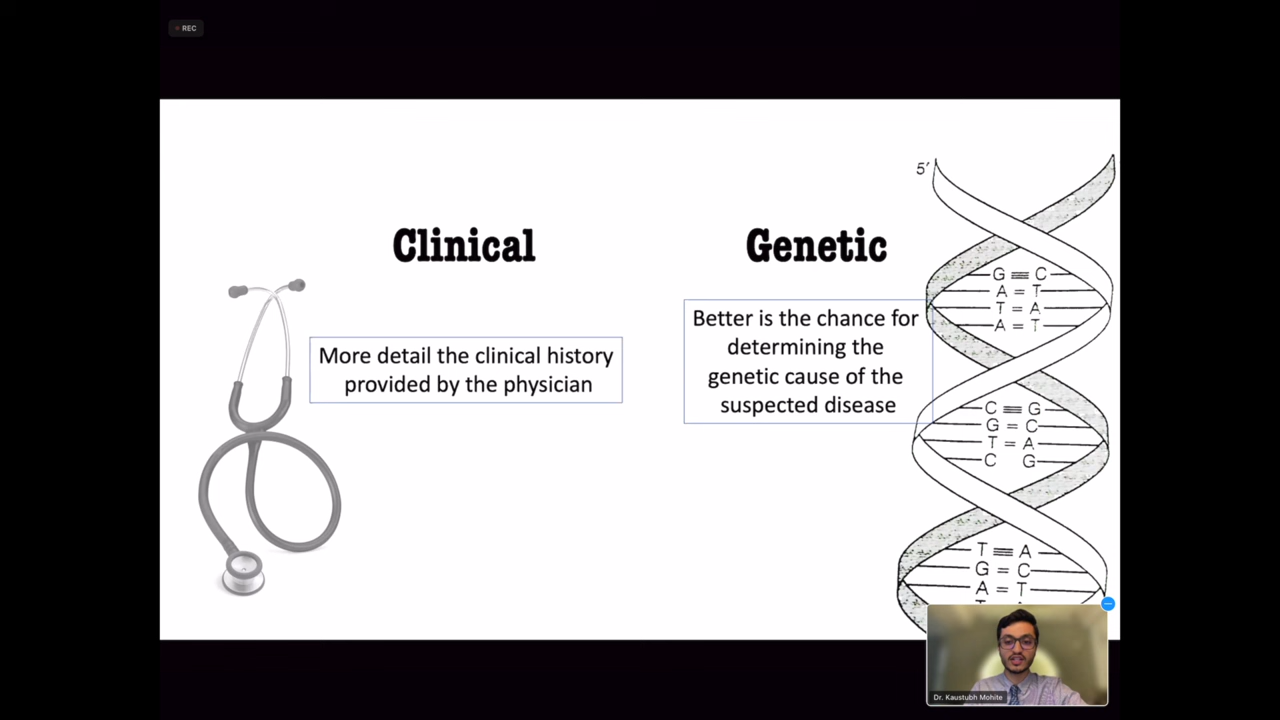 REC
Clinical
More detail the clinical history
provided by the physician
Genetic
Better is the chance for
determining the
genetic cause of the
suspected disease
5'
G ≡ C
A = T
T = A
A = T
C ≡ G
G = C
T = A
C G
T ≡ A
G = C
A = T
Dr. Kaustubh Mohite